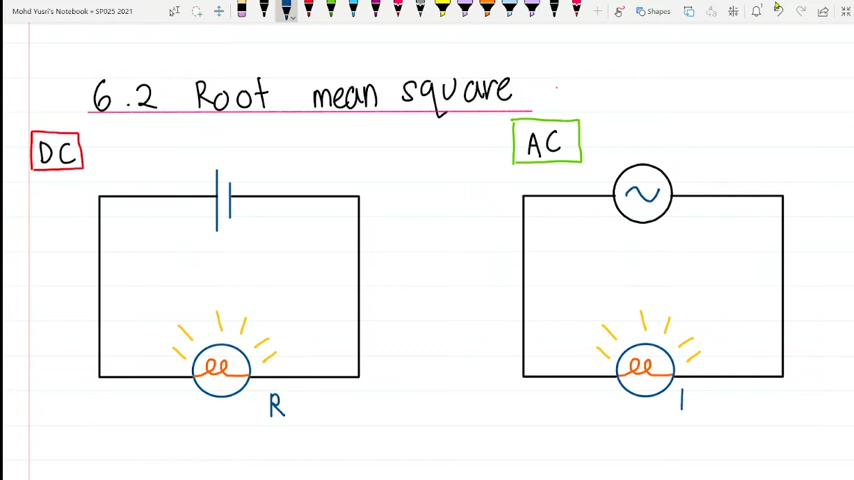 Mohd Yusri's Notebook » SP025 2021
Shapes
6.2 Root mean square
DC
AC
R